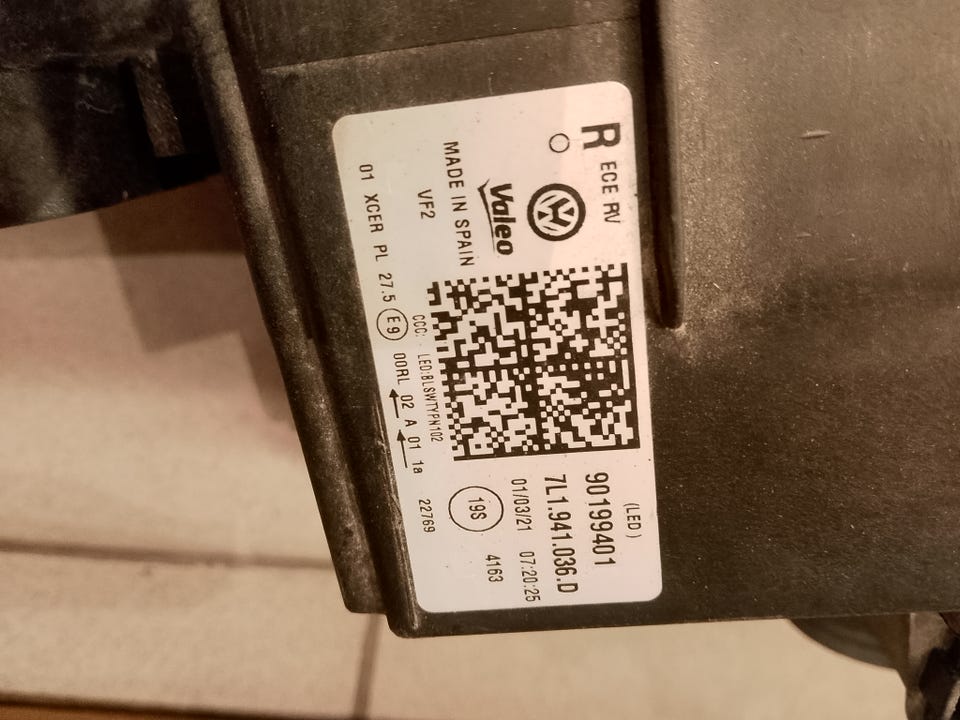 R ECE RV
Valeo
MADE IN SPAIN
VF2
(LED)
90199401
7L1.941.036.D
01/03/21 07:20:25
19S 4163
CCC: LED:BLSWTYPN102
01 XCER PL 27.5 E9 00RL 02 A 01 1a 22769